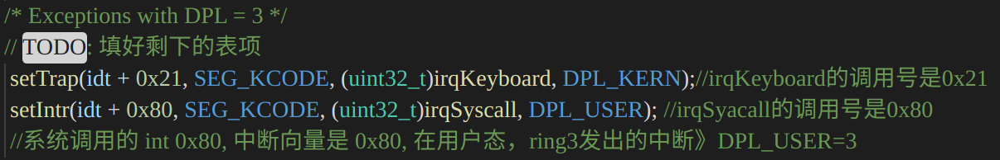 /* Exceptions with DPL = 3 */
// TODO: 填好剩下的表项
setTrap(idt + 0x21, SEG_KCODE, (uint32_t)irqKeyboard, DPL_KERN);//irqKeyboard的调用号是0x21
setIntr(idt + 0x80, SEG_KCODE, (uint32_t)irqSyscall, DPL_USER); //irqSyacall的调用号是0x80
//系统调用的 int 0x80, 中断向量是 0x80, 在用户态，ring3发出的中断》DPL_USER=3